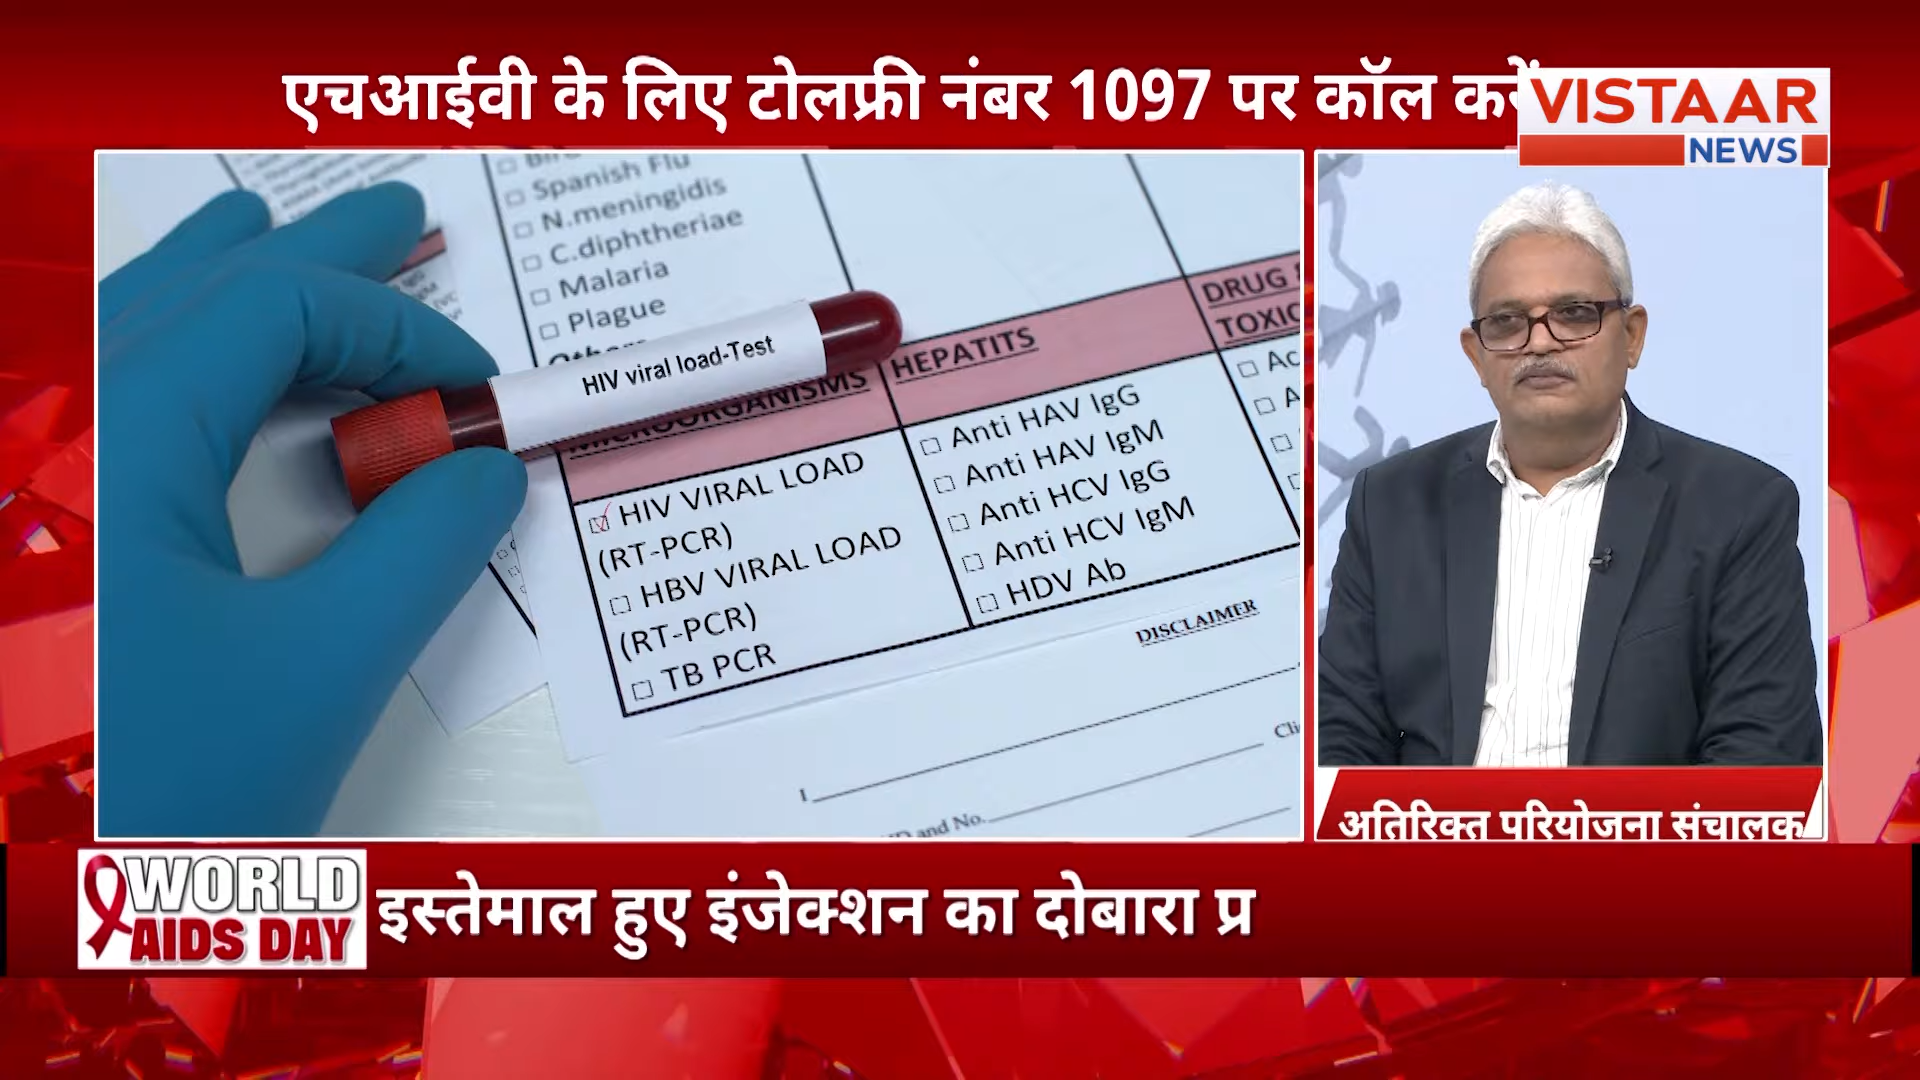 एचआईवी के लिए टोलफ्री नंबर 1097 पर कॉल करें
VISTAAR
NEWS
Spanish Flu
N.meningidis
C.diphtheriae
Malaria
Plague
HIV viral load-Test
MICROORGANISMS
HIV VIRAL LOAD
(RT-PCR)
HBV VIRAL LOAD
(RT-PCR)
TB PCR
HEPATITS
Anti HAV IgG
Anti HAV IgM
Anti HCV IgG
Anti HCV IgM
HDV Ab
DRUG
TOXIC
DISCLAIMER
I
and No.
अतिरिक्त परियोजना संचालक
WORLD
AIDS DAY
इस्तेमाल हुए इंजेक्शन का दोबारा प्र